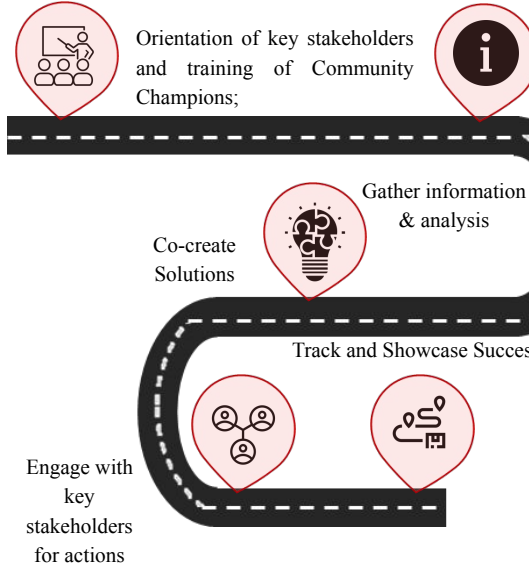 Orientation of key stakeholders
and training of Community
Champions;
Gather information
& analysis
Co-create
Solutions
Track and Showcase Succes
Engage with
key
stakeholders
for actions